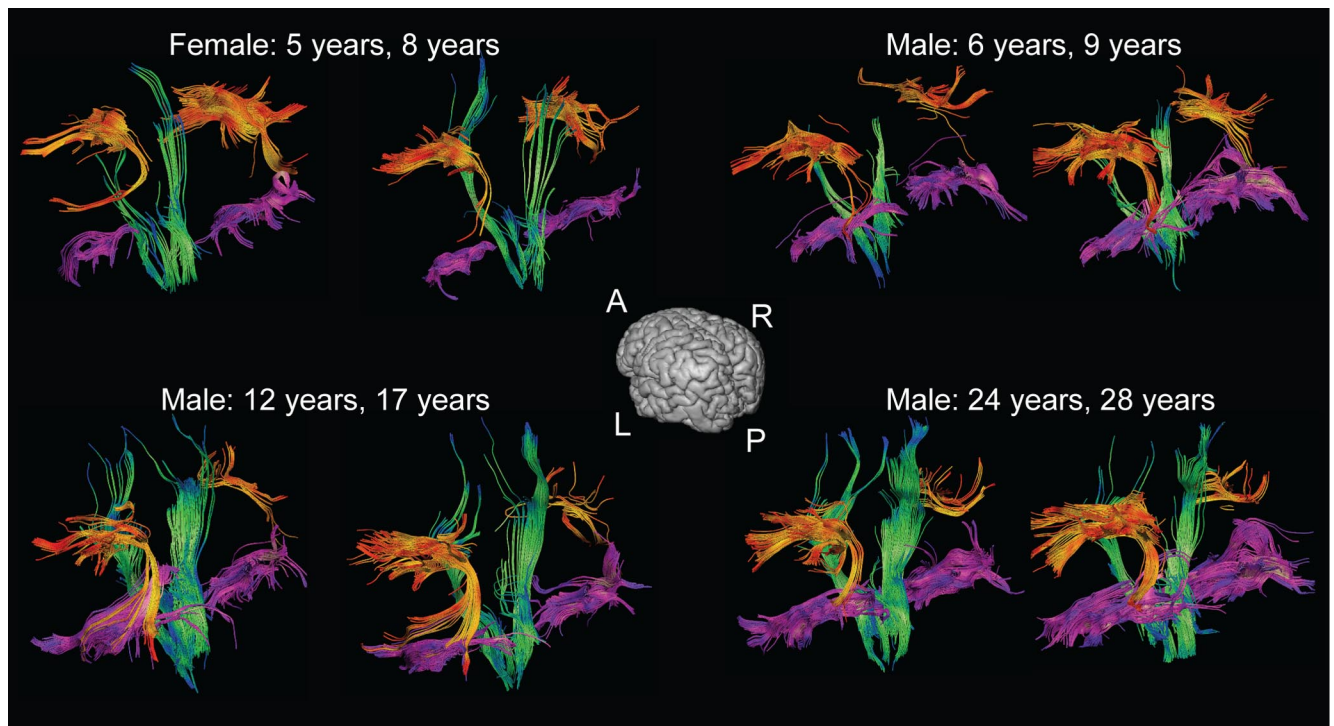 Female: 5 years, 8 years
Male: 6 years, 9 years
A
R
L
P
Male: 12 years, 17 years
Male: 24 years, 28 years